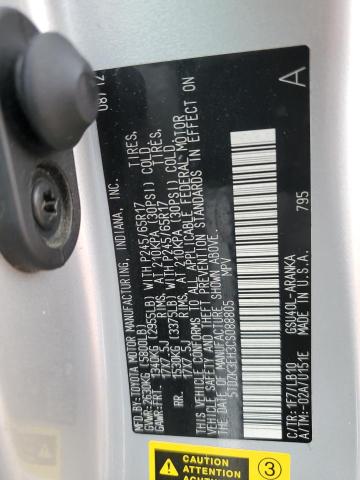 MFD.BY:TOYOTA MOTOR MANUFACTURING, INDIANA, INC. 08/12
GVWR:2630KG (5800LB)
GAWR:FRT. 1340KG (2955LB) WITH P245/65R17 TIRES,
17X7.5J RIMS, AT 210KPA (30PSI) COLD.
RR. 1530KG (3375LB) WITH P245/65R17 TIRES,
17X7.5J RIMS, AT 210KPA (30PSI) COLD.
THIS VEHICLE CONFORMS TO ALL APPLICABLE FEDERAL MOTOR
VEHICLE SAFETY AND THEFT PREVENTION STANDARDS IN EFFECT ON
THE DATE OF MANUFACTURE SHOWN ABOVE.
MPV A
C/TR:1F7/LB10 GSU40L-ARANKA
A/TM:-02A/U151E 795
MADE IN U.S.A.
CAUTION
ATTENTION
3